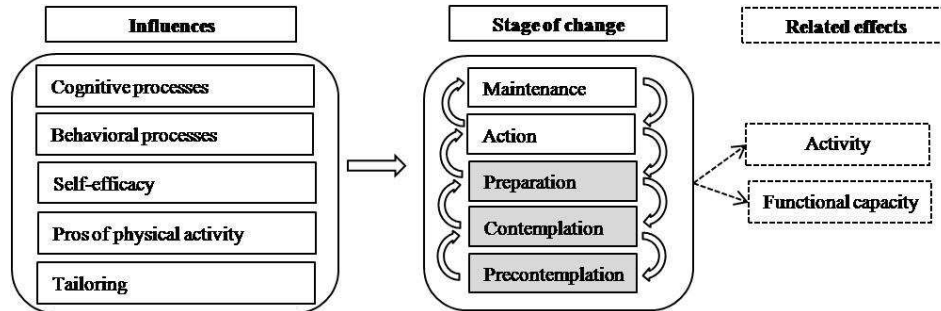 Influences
Cognitive processes
Behavioral processes
Self-efficacy
Pros of physical activity
Tailoring
Stage of change
Maintenance
Action
Preparation
Contemplation
Precontemplation
Related effects
Activity
Functional capacity